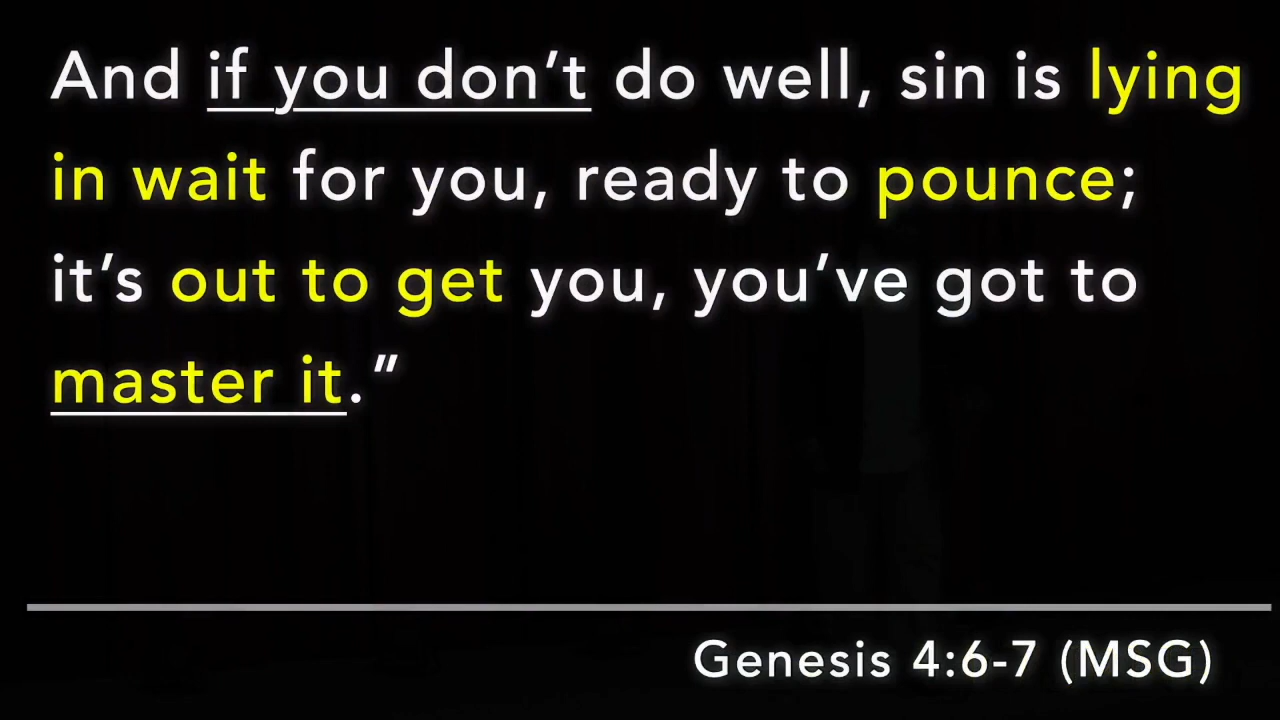 And if you don’t do well, sin is lying
in wait for you, ready to pounce;
it’s out to get you, you’ve got to
master it.”
Genesis 4:6-7 (MSG)